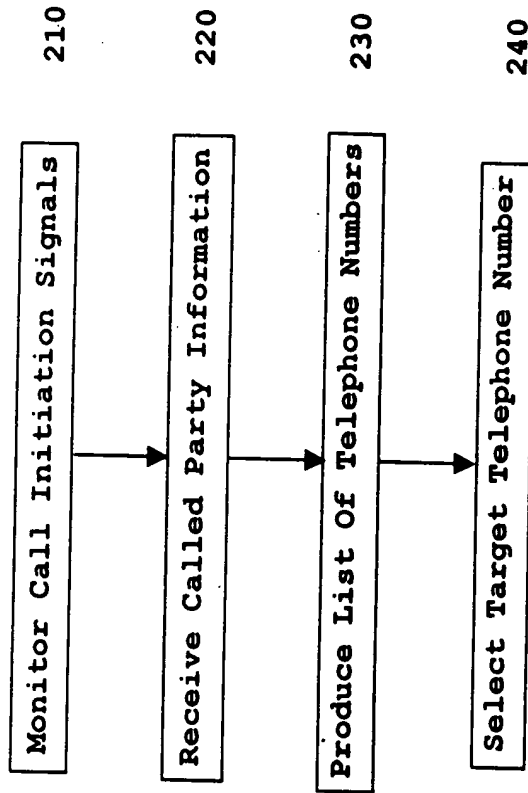 Monitor Call Initiation Signals 210
Receive Called Party Information 220
Produce List Of Telephone Numbers 230
Select Target Telephone Number 240